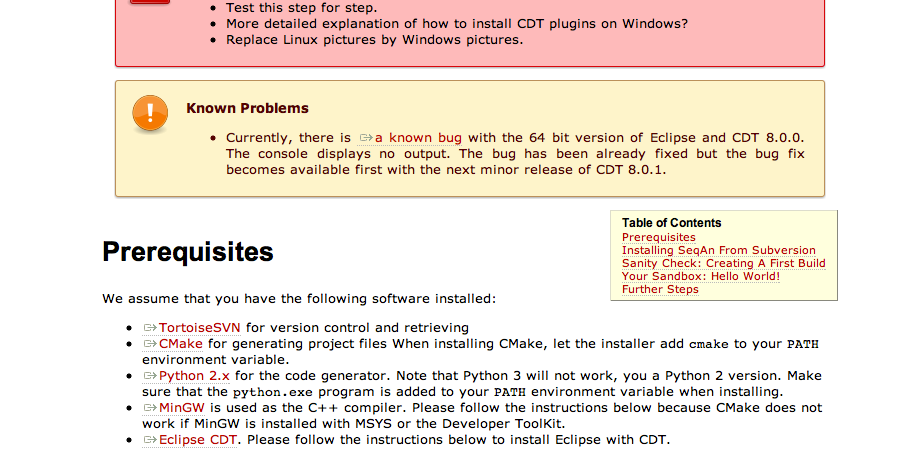 Test this step for step.
More detailed explanation of how to install CDT plugins on Windows?
Replace Linux pictures by Windows pictures.
Known Problems
Currently, there is a known bug with the 64 bit version of Eclipse and CDT 8.0.0.
The console displays no output. The bug has been already fixed but the bug fix
becomes available first with the next minor release of CDT 8.0.1.
Table of Contents
Prerequisites
Installing SeqAn From Subversion
Sanity Check: Creating A First Build
Your Sandbox: Hello World!
Further Steps
Prerequisites
We assume that you have the following software installed:
TortoiseSVN for version control and retrieving
CMake for generating project files When installing CMake, let the installer add cmake to your PATH
environment variable.
Python 2.x for the code generator. Note that Python 3 will not work, you a Python 2 version. Make
sure that the python.exe program is added to your PATH environment variable when installing.
MinGW is used as the C++ compiler. Please follow the instructions below because CMake does not
work if MinGW is installed with MSYS or the Developer ToolKit.
Eclipse CDT. Please follow the instructions below to install Eclipse with CDT.